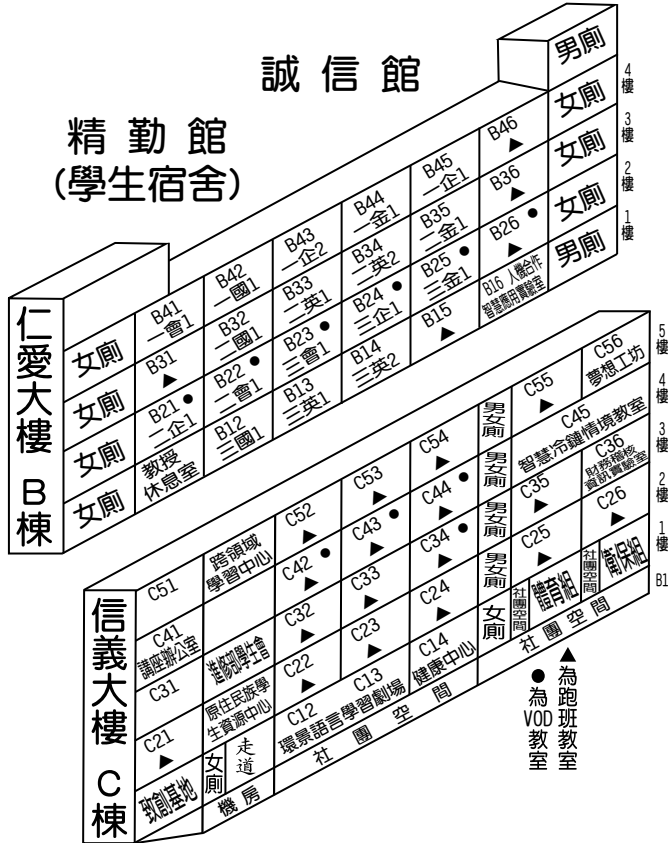 誠信館
精勤館
(學生宿舍)
仁愛大樓 B棟
男廁
4樓
女廁
B41
一會1
B42
一國1
B43
一企2
B44
一金1
B45
一企1
B46
▲
女廁
3樓
女廁
B31
▲
B32
二國1
B33
二英1
B34
二英2
B35
二金1
B36
▲
女廁
2樓
女廁
B21●
二企1
B22●
二會1
B23●
三會1
B24●
三企1
B25●
三金1
B26●
▲
女廁
1樓
女廁
教授
休息室
B12
三國1
B13
三英1
B14
三英2
B15
▲
B16 人機合作
智慧應用實驗室
男廁
信義大樓 C棟
5樓
C51
跨領域
學習中心
C52
▲
C53
▲
C54
▲
男女廁
C55
▲
C56
夢想工坊
4樓
C41
講座辦公室
C42●
▲
C43●
▲
C44●
▲
男女廁
C45
智慧冷鏈情境教室
3樓
C31
進修部學生會
C32
▲
C33
▲
C34●
▲
男女廁
C35
▲
C36
財務稽核
資訊實驗室
2樓
C21
▲
原住民族學
生資源中心
C22
▲
C23
▲
C24
▲
男女廁
C25
▲
C26
▲
1樓
致創基地
女廁
走道
C12
C13
環景語言學習劇場
C14
健康中心
女廁
社團空間
體育組
社團空間
衛保組
B1
機房
社團空間
社團空間
▲為跑班教室
●為VOD教室